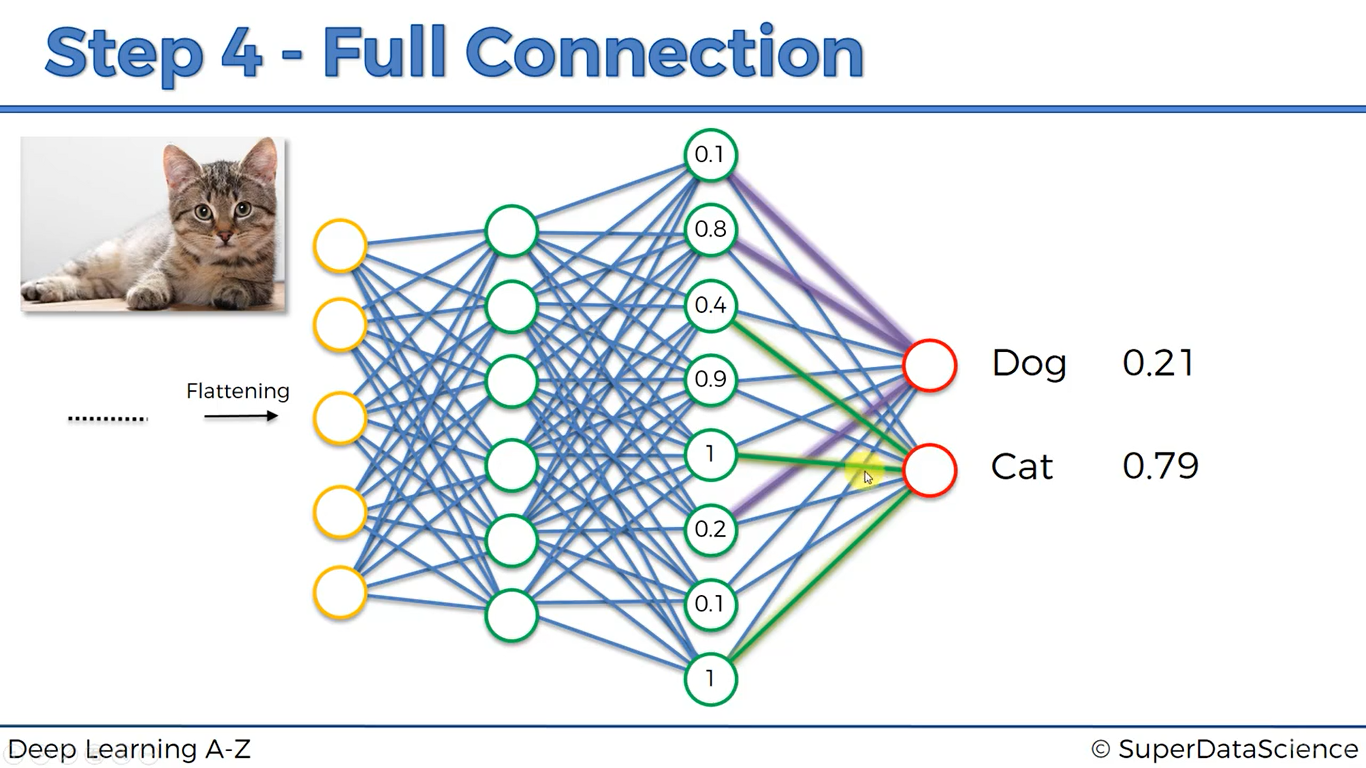 Step 4 - Full Connection
0.1
0.8
0.4
Dog 0.21
Flattening
0.9
1
Cat 0.79
0.2
0.1
1
Deep Learning A-Z
© SuperDataScience